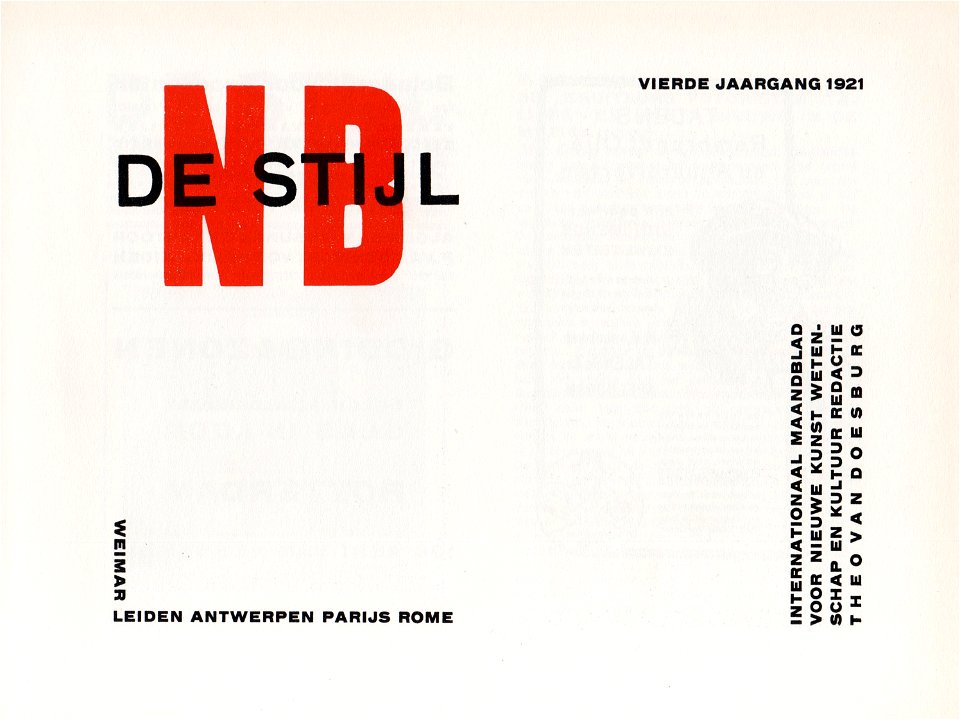 VIERDE JAARGANG 1921
NB
DE STIJL
INTERNATIONAAL MAANDBLAD
VOOR NIEUWE KUNST WETEN-
SCHAP EN KULTUUR REDACTIE
THEO VAN DOESBURG
WEIMAR
LEIDEN ANTWERPEN PARIJS ROME